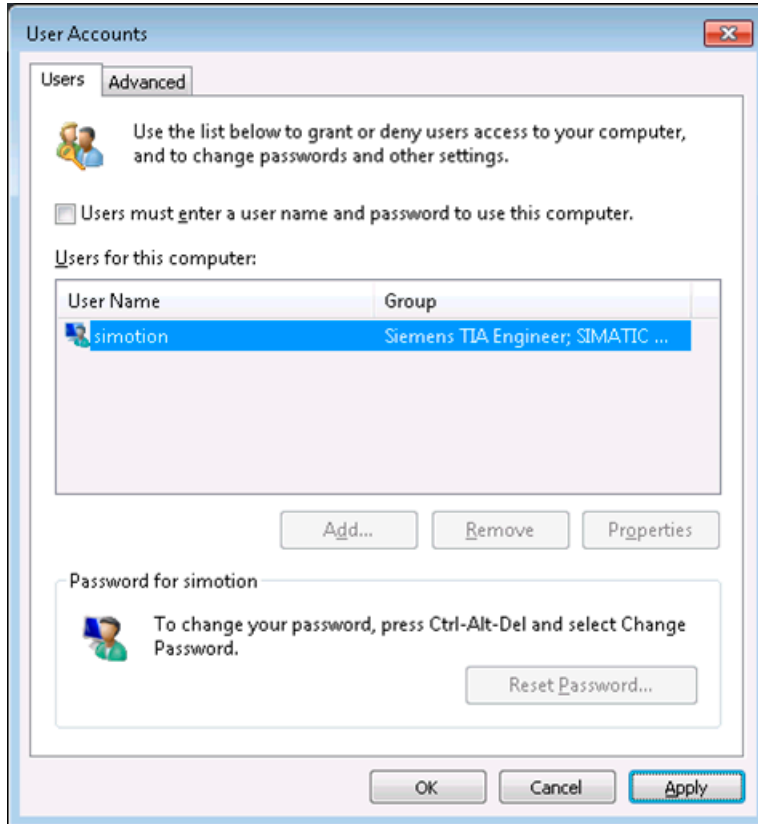 User Accounts
Users
Advanced
Use the list below to grant or deny users access to your computer,
and to change passwords and other settings.
Users must enter a user name and password to use this computer.
Users for this computer:
User Name Group
simotion Siemens TIA Engineer; SIMATIC ...
Add... Remove Properties
Password for simotion
To change your password, press Ctrl-Alt-Del and select Change
Password.
Reset Password...
OK Cancel Apply